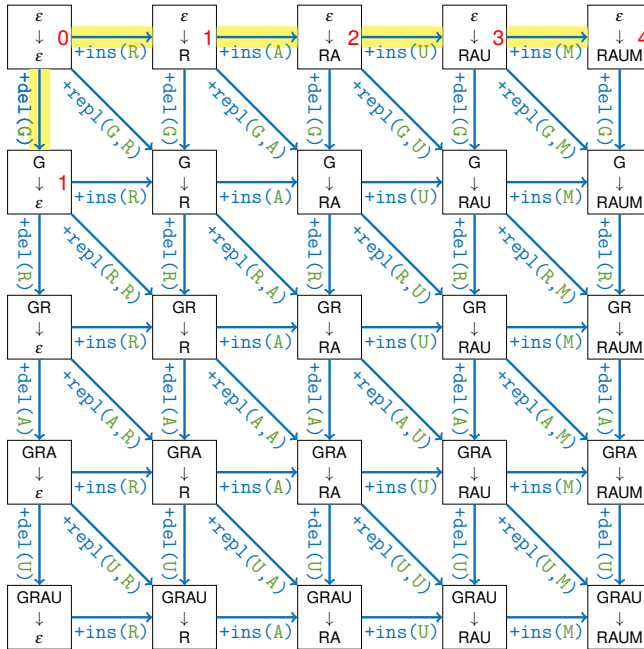 ε ε ε ε ε
↓ 0 ↓ 1 ↓ 2 ↓ 3 ↓ 4
ε +ins(R) R +ins(A) RA +ins(U) RAU +ins(M) RAUM
+del(G) +repl(G,R) +del(G) +repl(G,A) +del(G) +repl(G,U) +del(G) +repl(G,M) +del(G)
G G G G G
↓ 1 ↓ ↓ ↓ ↓
ε +ins(R) R +ins(A) RA +ins(U) RAU +ins(M) RAUM
+del(R) +repl(R,R) +del(R) +repl(R,A) +del(R) +repl(R,U) +del(R) +repl(R,M) +del(R)
GR GR GR GR GR
↓ ↓ ↓ ↓ ↓
ε +ins(R) R +ins(A) RA +ins(U) RAU +ins(M) RAUM
+del(A) +repl(A,R) +del(A) +repl(A,A) +del(A) +repl(A,U) +del(A) +repl(A,M) +del(A)
GRA GRA GRA GRA GRA
↓ ↓ ↓ ↓ ↓
ε +ins(R) R +ins(A) RA +ins(U) RAU +ins(M) RAUM
+del(U) +repl(U,R) +del(U) +repl(U,A) +del(U) +repl(U,U) +del(U) +repl(U,M) +del(U)
GRAU GRAU GRAU GRAU GRAU
↓ ↓ ↓ ↓ ↓
ε +ins(R) R +ins(A) RA +ins(U) RAU +ins(M) RAUM